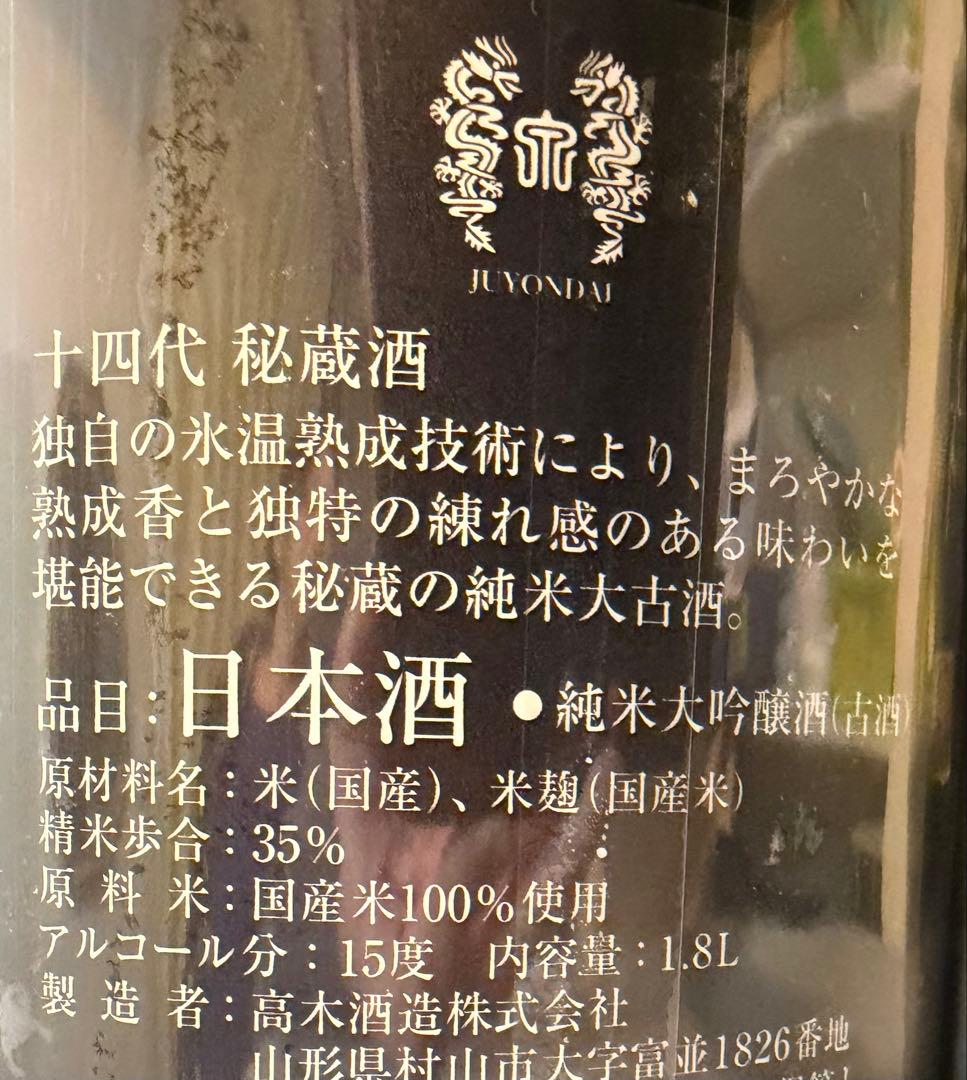 JUYONDAI
十四代 秘蔵酒
独自の氷温熟成技術により、まろやかな
熟成香と独特の練れ感のある味わいを
堪能できる秘蔵の純米大古酒。
品目:日本酒 ●純米大吟醸酒(古酒)
原材料名:米(国産)、米麹(国産米)
精米歩合:35%
原料米:国産米100%使用
アルコール分:15度 内容量:1.8L
製造者:高木酒造株式会社
山形県村山市大字富並1826番地